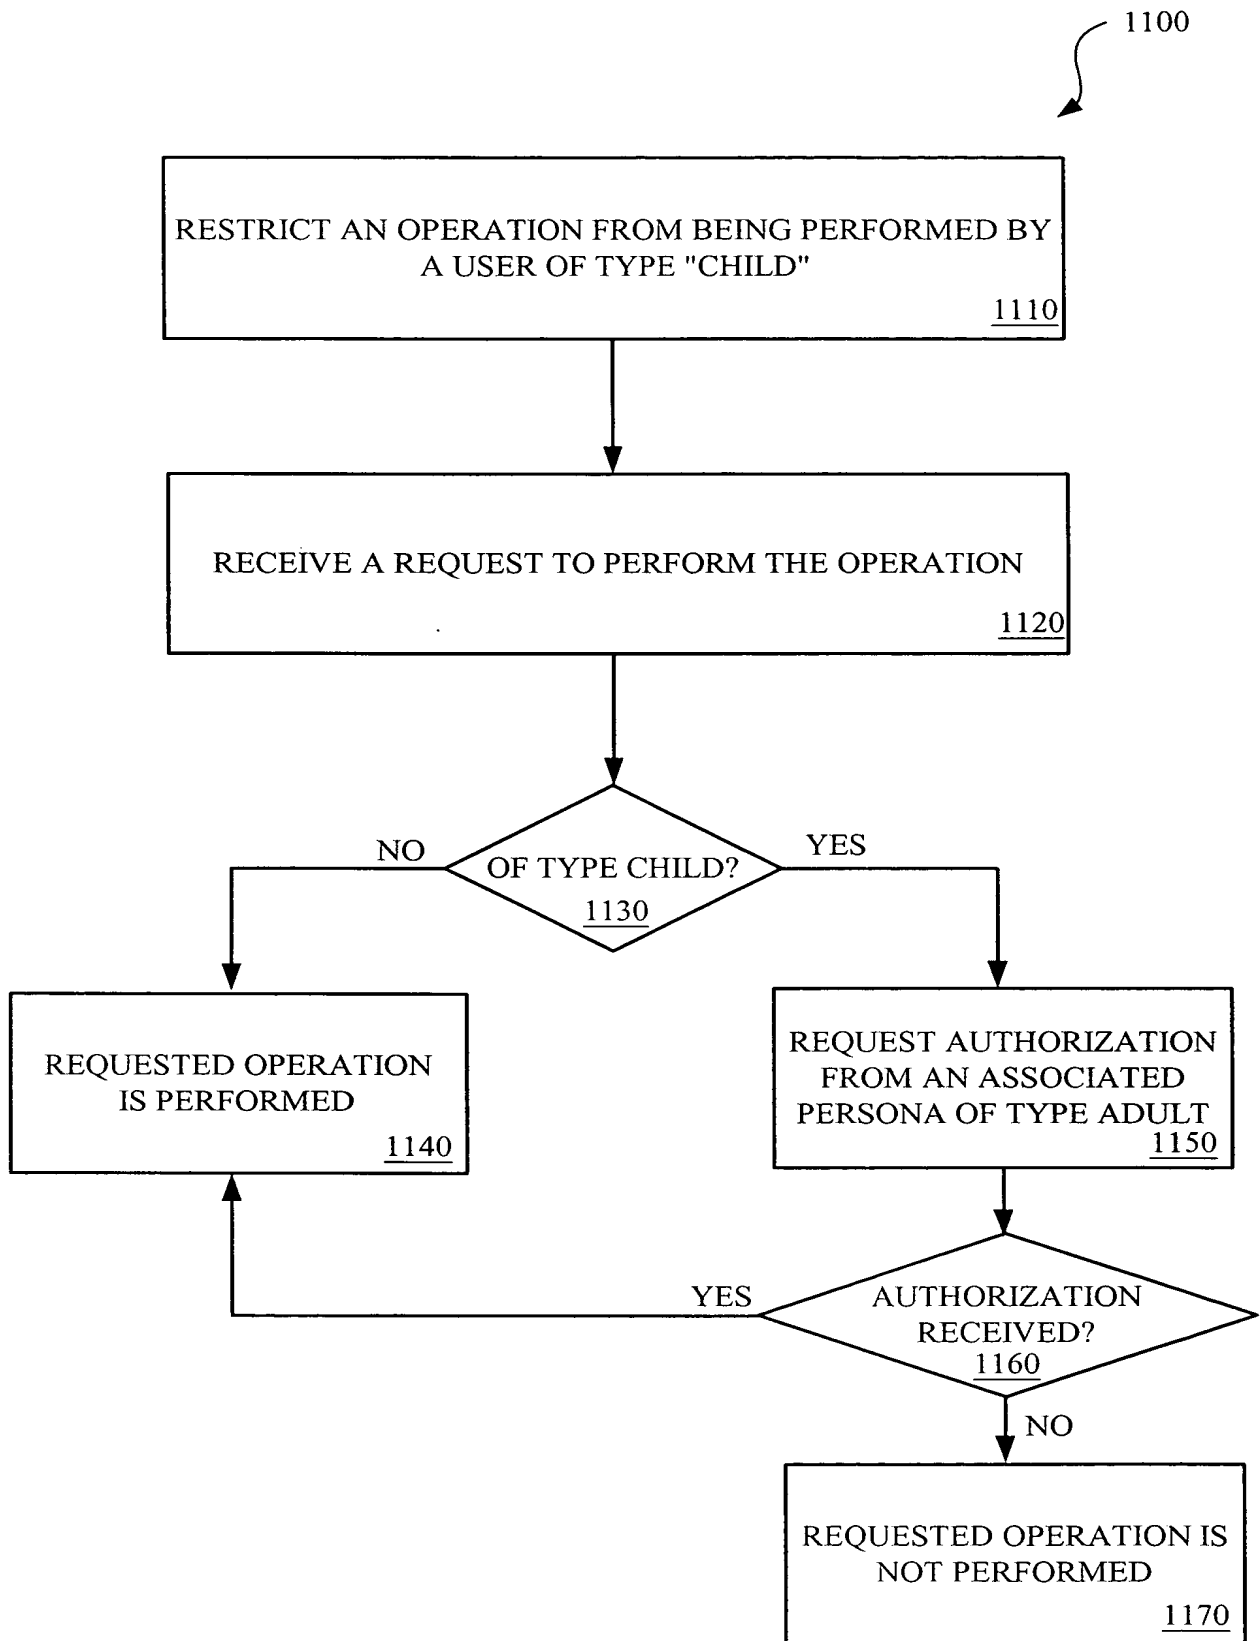 1100
RESTRICT AN OPERATION FROM BEING PERFORMED BY
A USER OF TYPE "CHILD"
1110
RECEIVE A REQUEST TO PERFORM THE OPERATION
1120
NO
YES
OF TYPE CHILD?
1130
REQUESTED OPERATION
IS PERFORMED
1140
REQUEST AUTHORIZATION
FROM AN ASSOCIATED
PERSONA OF TYPE ADULT
1150
YES
AUTHORIZATION
RECEIVED?
1160
NO
REQUESTED OPERATION IS
NOT PERFORMED
1170